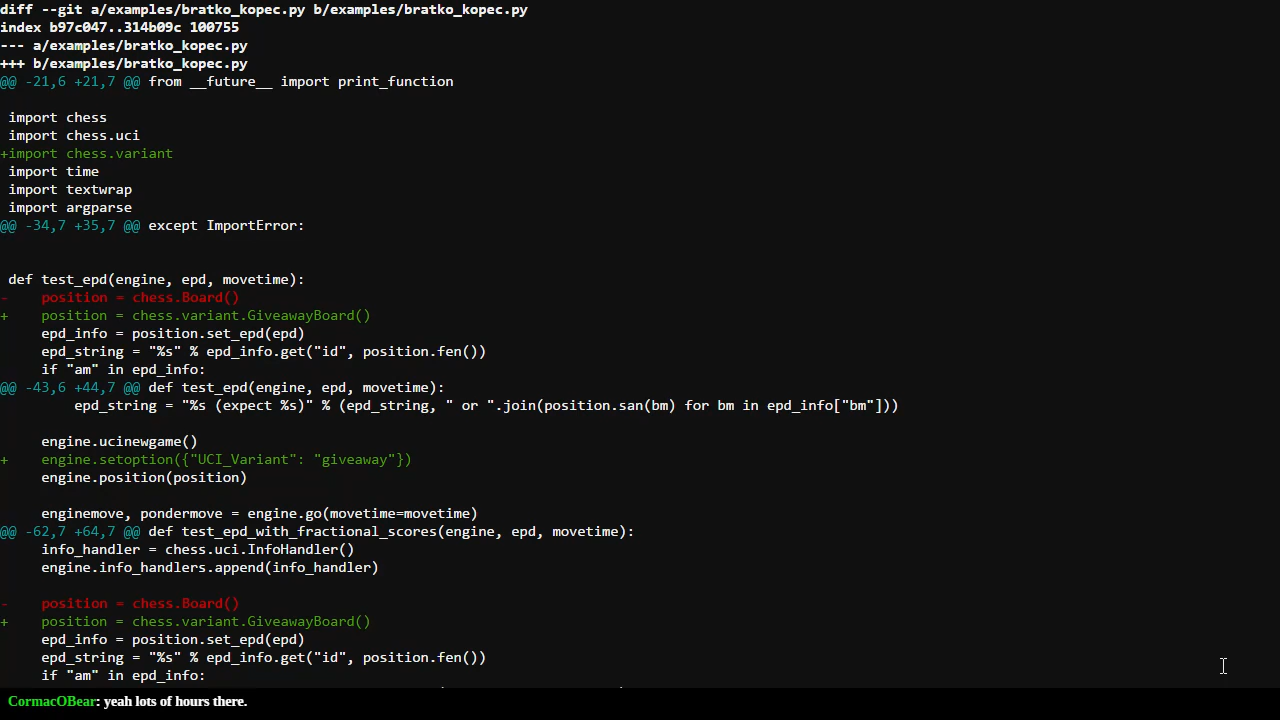 diff --git a/examples/bratko_kopec.py b/examples/bratko_kopec.py
index b97c047..314b09c 100755
--- a/examples/bratko_kopec.py
+++ b/examples/bratko_kopec.py
@@ -21,6 +21,7 @@ from __future__ import print_function
 import chess
 import chess.uci
+import chess.variant
 import time
 import textwrap
 import argparse
@@ -34,7 +35,7 @@ except ImportError:
 def test_epd(engine, epd, movetime):
-    position = chess.Board()
+    position = chess.variant.GiveawayBoard()
     epd_info = position.set_epd(epd)
     epd_string = "%s" % epd_info.get("id", position.fen())
     if "am" in epd_info:
@@ -43,6 +44,7 @@ def test_epd(engine, epd, movetime):
         epd_string = "%s (expect %s)" % (epd_string, " or ".join(position.san(bm) for bm in epd_info["bm"]))
     engine.ucinewgame()
+    engine.setoption({"UCI_Variant": "giveaway"})
     engine.position(position)
     enginemove, pondermove = engine.go(movetime=movetime)
@@ -62,7 +64,7 @@ def test_epd_with_fractional_scores(engine, epd, movetime):
     info_handler = chess.uci.InfoHandler()
     engine.info_handlers.append(info_handler)
-    position = chess.Board()
+    position = chess.variant.GiveawayBoard()
     epd_info = position.set_epd(epd)
     epd_string = "%s" % epd_info.get("id", position.fen())
     if "am" in epd_info:
CormacOBear: yeah lots of hours there.